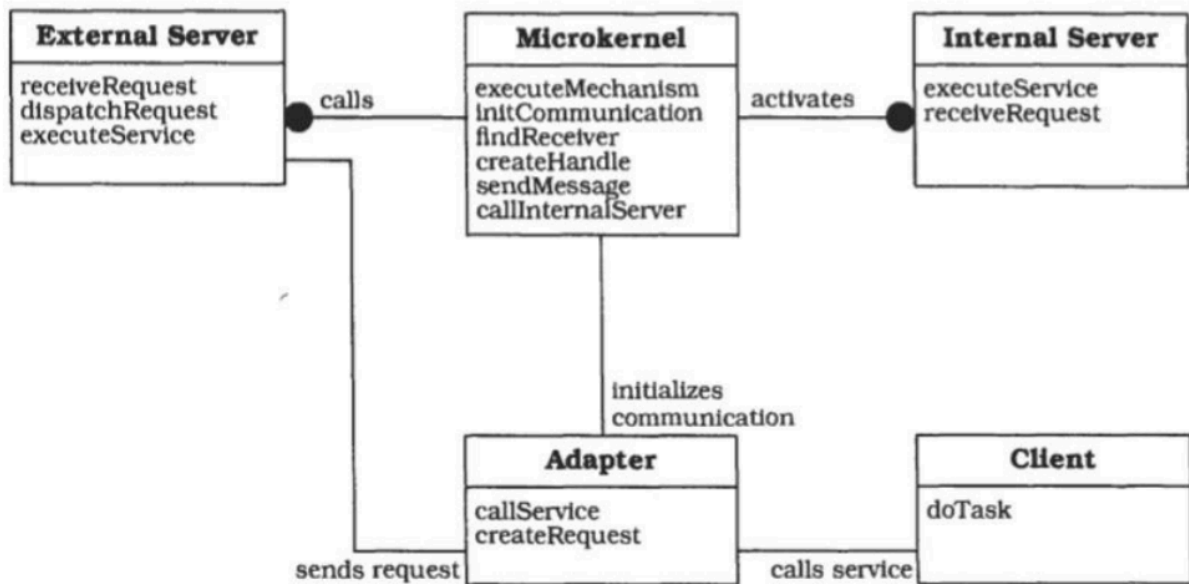 External Server
receiveRequest
dispatchRequest
executeService
calls
Microkernel
executeMechanism
initCommunication
findReceiver
createHandle
sendMessage
callInternalServer
activates
Internal Server
executeService
receiveRequest
initializes
communication
Adapter
callService
createRequest
sends request
calls service
Client
doTask